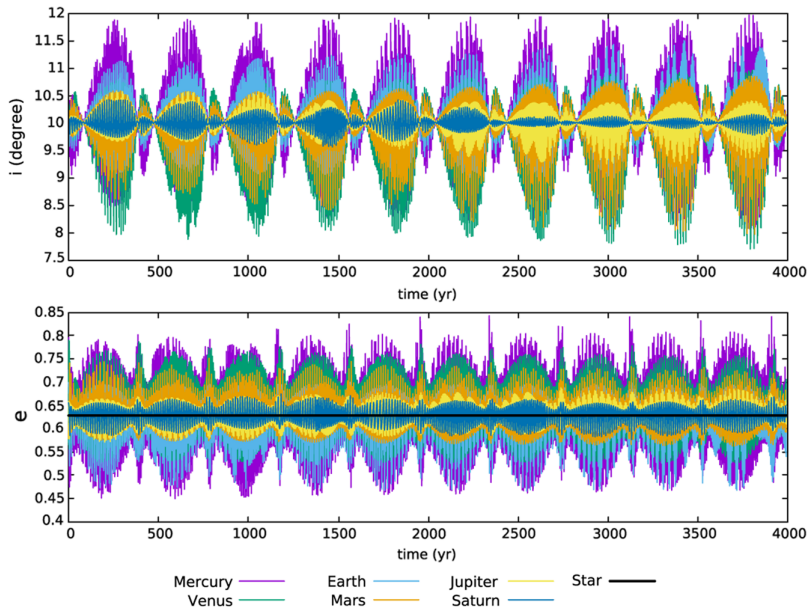 12
11.5
11
10.5
10
9.5
9
8.5
8
7.5
i (degree)
0 500 1000 1500 2000 2500 3000 3500 4000
time (yr)
0.85
0.8
0.75
0.7
0.65
0.6
0.55
0.5
0.45
0.4
e
0 500 1000 1500 2000 2500 3000 3500 4000
time (yr)
Mercury Earth Jupiter Star
Venus Mars Saturn